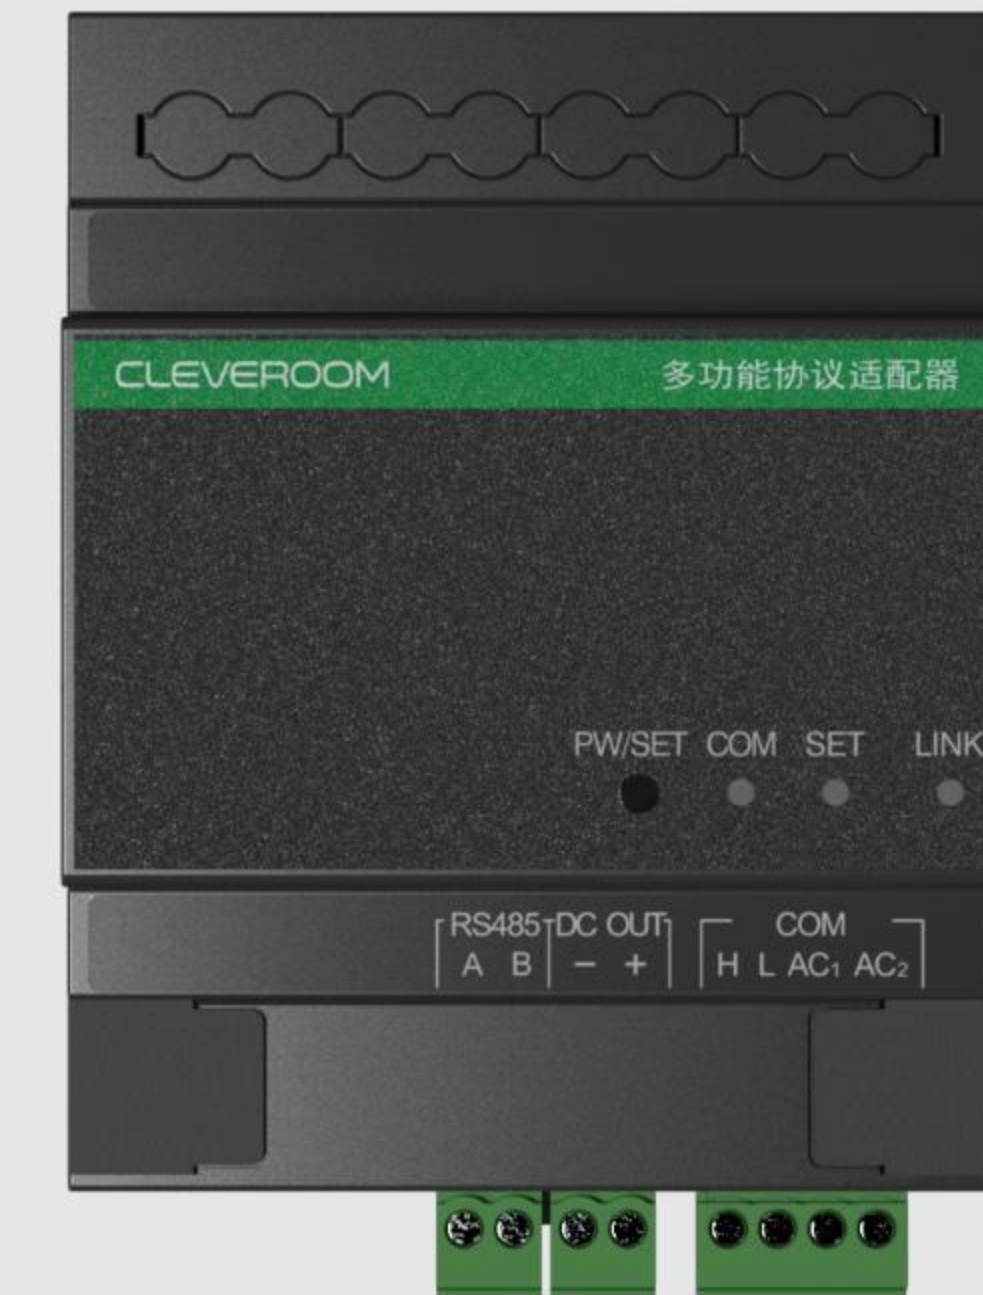 CLEVEROOM 多功能协议适配器
PW/SET COM SET LINK
RS485 DC OUT COM
A B − + H L AC₁ AC₂